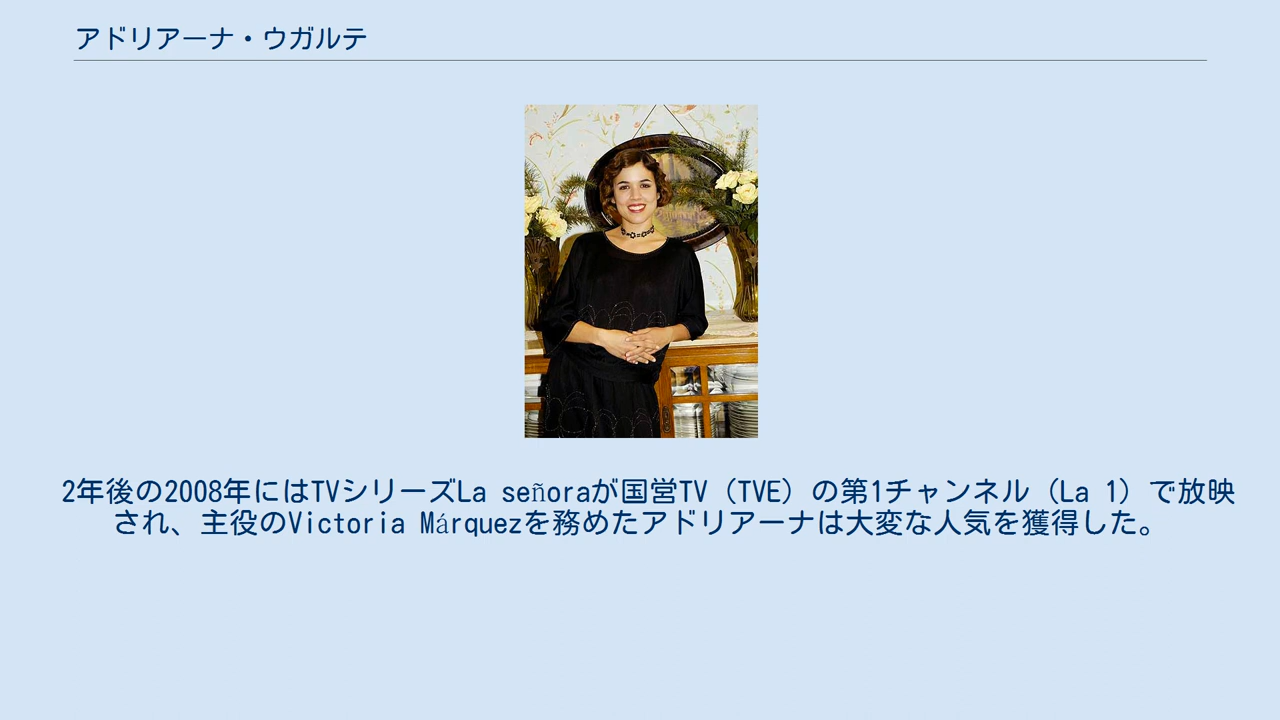 アドリアーナ・ウガルテ
2年後の2008年にはTVシリーズLa señoraが国営TV（TVE）の第1チャンネル（La 1）で放映
され、主役のVictoria Márquezを務めたアドリアーナは大変な人気を獲得した。